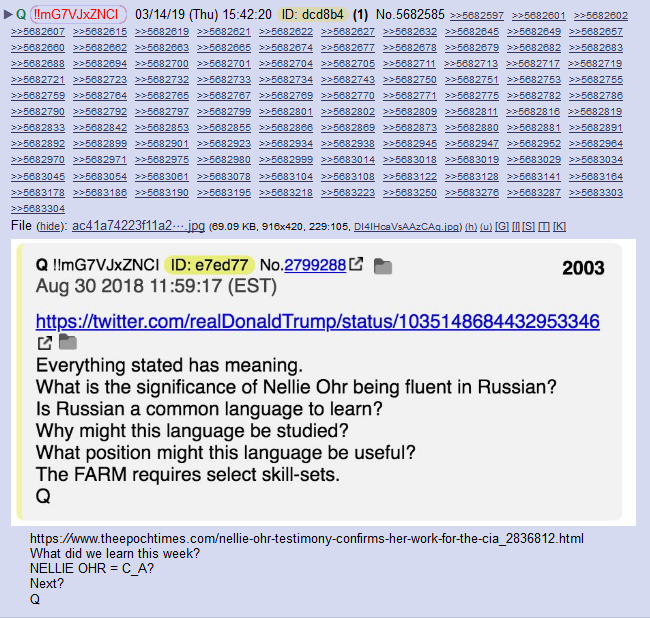 ▶ Q !!mG7VJxZNCI 03/14/19 (Thu) 15:42:20 ID: dcd8b4 (1) No.5682585 >>5682597 >>5682601 >>5682602
>>5682607 >>5682615 >>5682619 >>5682621 >>5682622 >>5682627 >>5682632 >>5682645 >>5682649 >>5682657
>>5682660 >>5682662 >>5682663 >>5682665 >>5682674 >>5682677 >>5682678 >>5682679 >>5682682 >>5682683
>>5682688 >>5682694 >>5682700 >>5682701 >>5682704 >>5682705 >>5682711 >>5682713 >>5682717 >>5682719
>>5682721 >>5682723 >>5682732 >>5682733 >>5682734 >>5682743 >>5682750 >>5682751 >>5682753 >>5682755
>>5682759 >>5682764 >>5682765 >>5682767 >>5682769 >>5682770 >>5682771 >>5682775 >>5682782 >>5682786
>>5682790 >>5682792 >>5682797 >>5682799 >>5682801 >>5682802 >>5682809 >>5682811 >>5682816 >>5682819
>>5682833 >>5682842 >>5682853 >>5682855 >>5682866 >>5682869 >>5682873 >>5682880 >>5682881 >>5682891
>>5682892 >>5682899 >>5682901 >>5682923 >>5682934 >>5682938 >>5682945 >>5682947 >>5682952 >>5682964
>>5682970 >>5682971 >>5682975 >>5682980 >>5682999 >>5683014 >>5683018 >>5683019 >>5683029 >>5683034
>>5683045 >>5683054 >>5683061 >>5683078 >>5683104 >>5683108 >>5683122 >>5683128 >>5683141 >>5683164
>>5683178 >>5683186 >>5683190 >>5683195 >>5683218 >>5683223 >>5683250 >>5683276 >>5683287 >>5683303
>>5683304
File (hide): ac41a74223f11a2⋯.jpg (69.09 KB, 916x420, 229:105, DI4IHcaVsAAzCAq.jpg) (h) (u) [G] [I] [S] [T] [K]
Q !!mG7VJxZNCI ID: e7ed77 No.2799288 2003
Aug 30 2018 11:59:17 (EST)
https://twitter.com/realDonaldTrump/status/1035148684432953346
Everything stated has meaning.
What is the significance of Nellie Ohr being fluent in Russian?
Is Russian a common language to learn?
Why might this language be studied?
What position might this language be useful?
The FARM requires select skill-sets.
Q
https://www.theepochtimes.com/nellie-ohr-testimony-confirms-her-work-for-the-cia_2836812.html
What did we learn this week?
NELLIE OHR = C_A?
Next?
Q